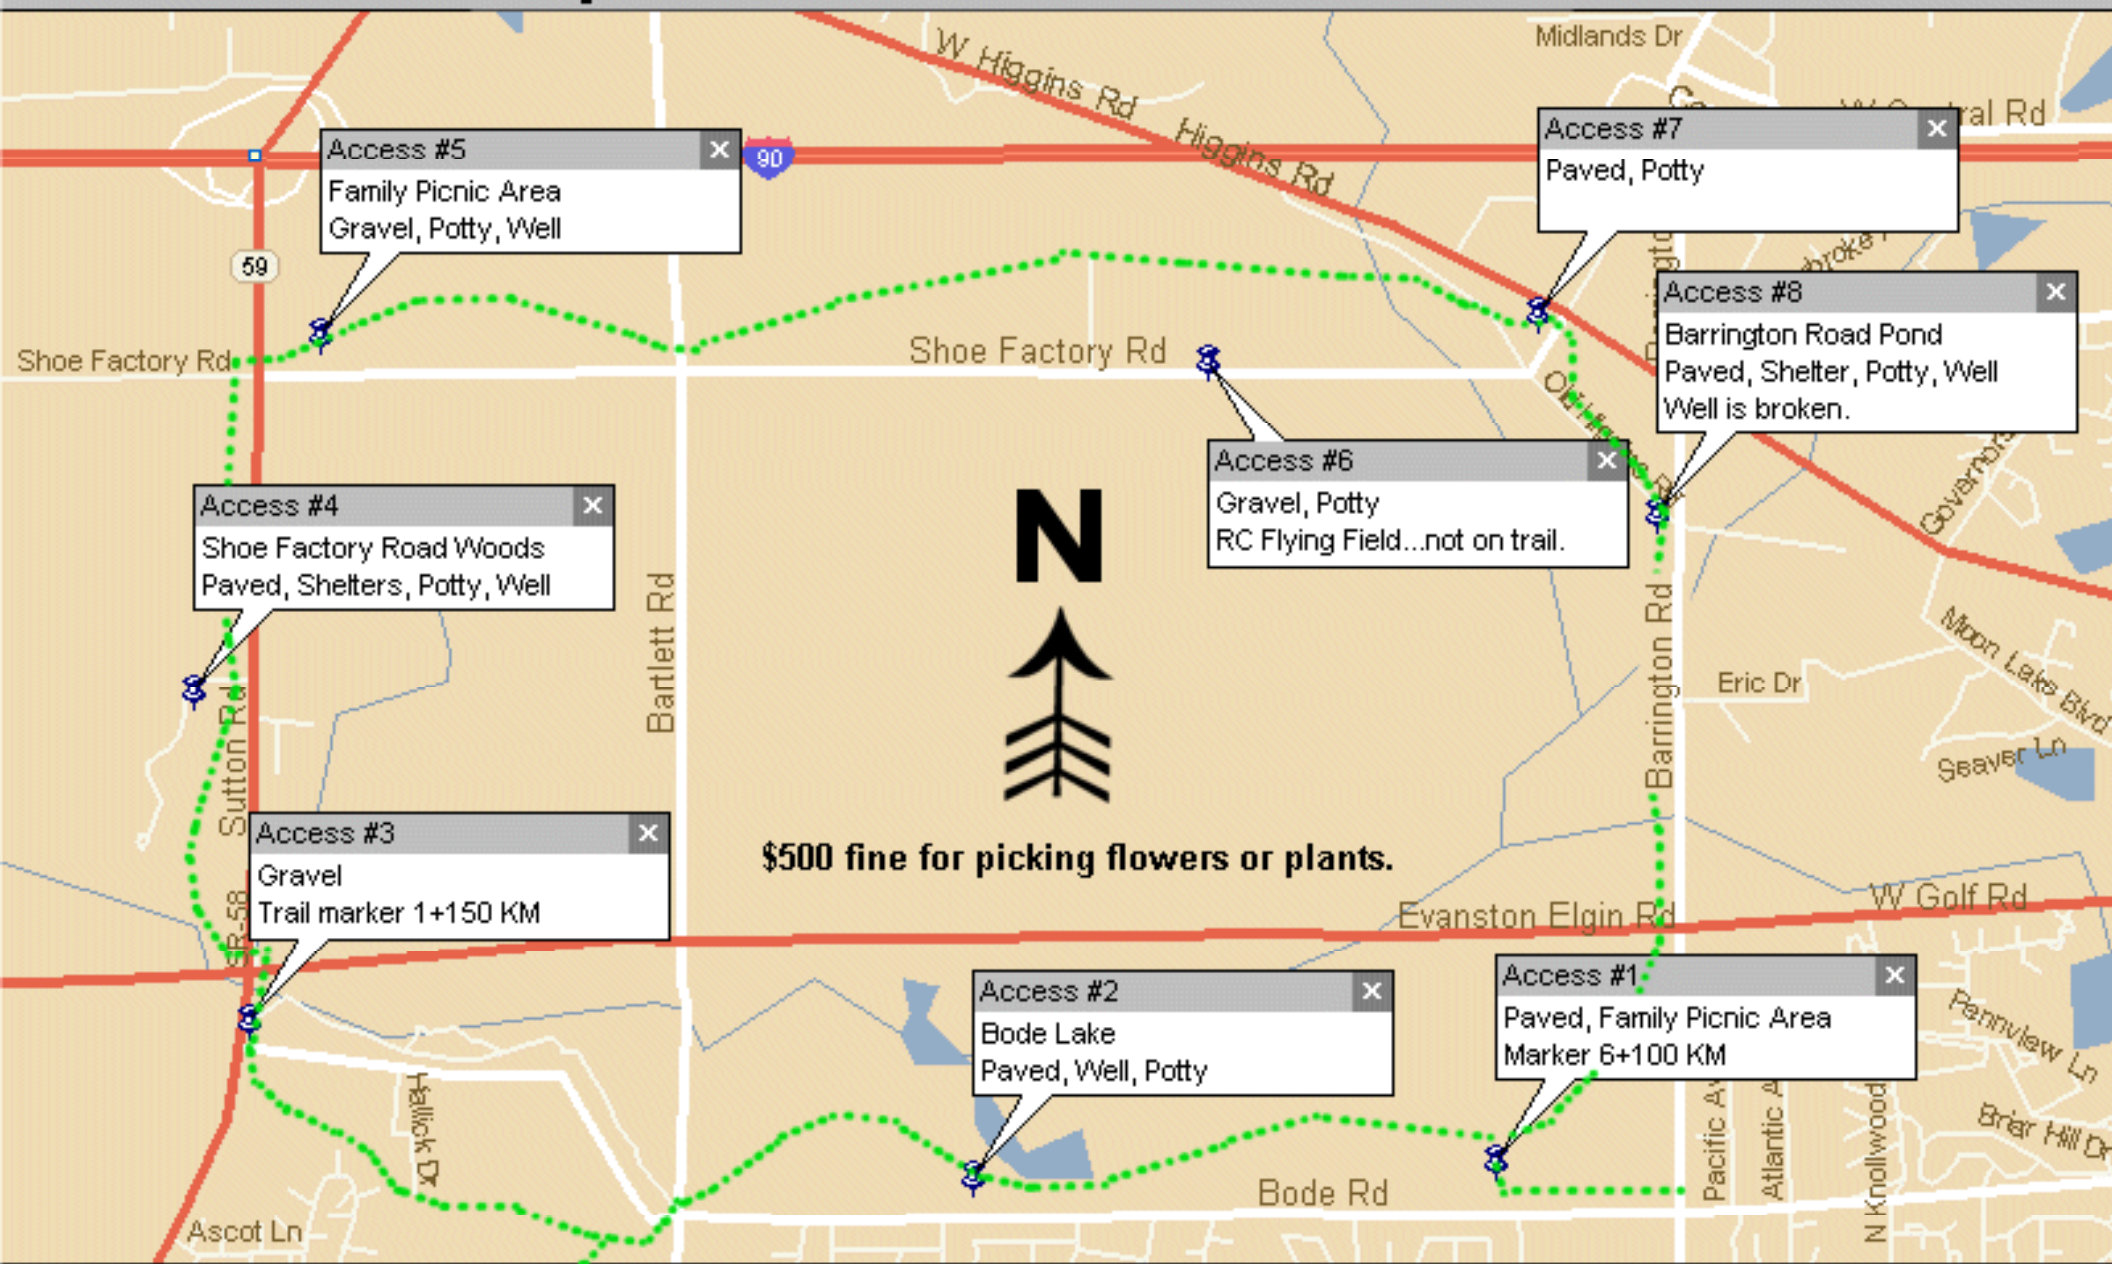 Midlands Dr
W Higgins Rd
Access #7
Paved, Potty
Higgins Rd
Access #5
Family Picnic Area
Gravel, Potty, Well
90
59
Access #8
Barrington Road Pond
Paved, Shelter, Potty, Well
Well is broken.
Shoe Factory Rd
Shoe Factory Rd
Access #6
Gravel, Potty
RC Flying Field...not on trail.
Access #4
Shoe Factory Road Woods
Paved, Shelters, Potty, Well
N
Bartlett Rd
Barrington Rd
Moon Lake Blvd
Eric Dr
Seaver Ln
Sutton Rd
Access #3
Gravel
Trail marker 1+150 KM
$500 fine for picking flowers or plants.
Evanston Elgin Rd
W Golf Rd
Access #2
Bode Lake
Paved, Well, Potty
Access #1
Paved, Family Picnic Area
Marker 6+100 KM
Pennview Ln
Briar Hill Dr
Hallick Dr
Bode Rd
Pacific Av
Atlantic A
N Knollwood
Ascot Ln